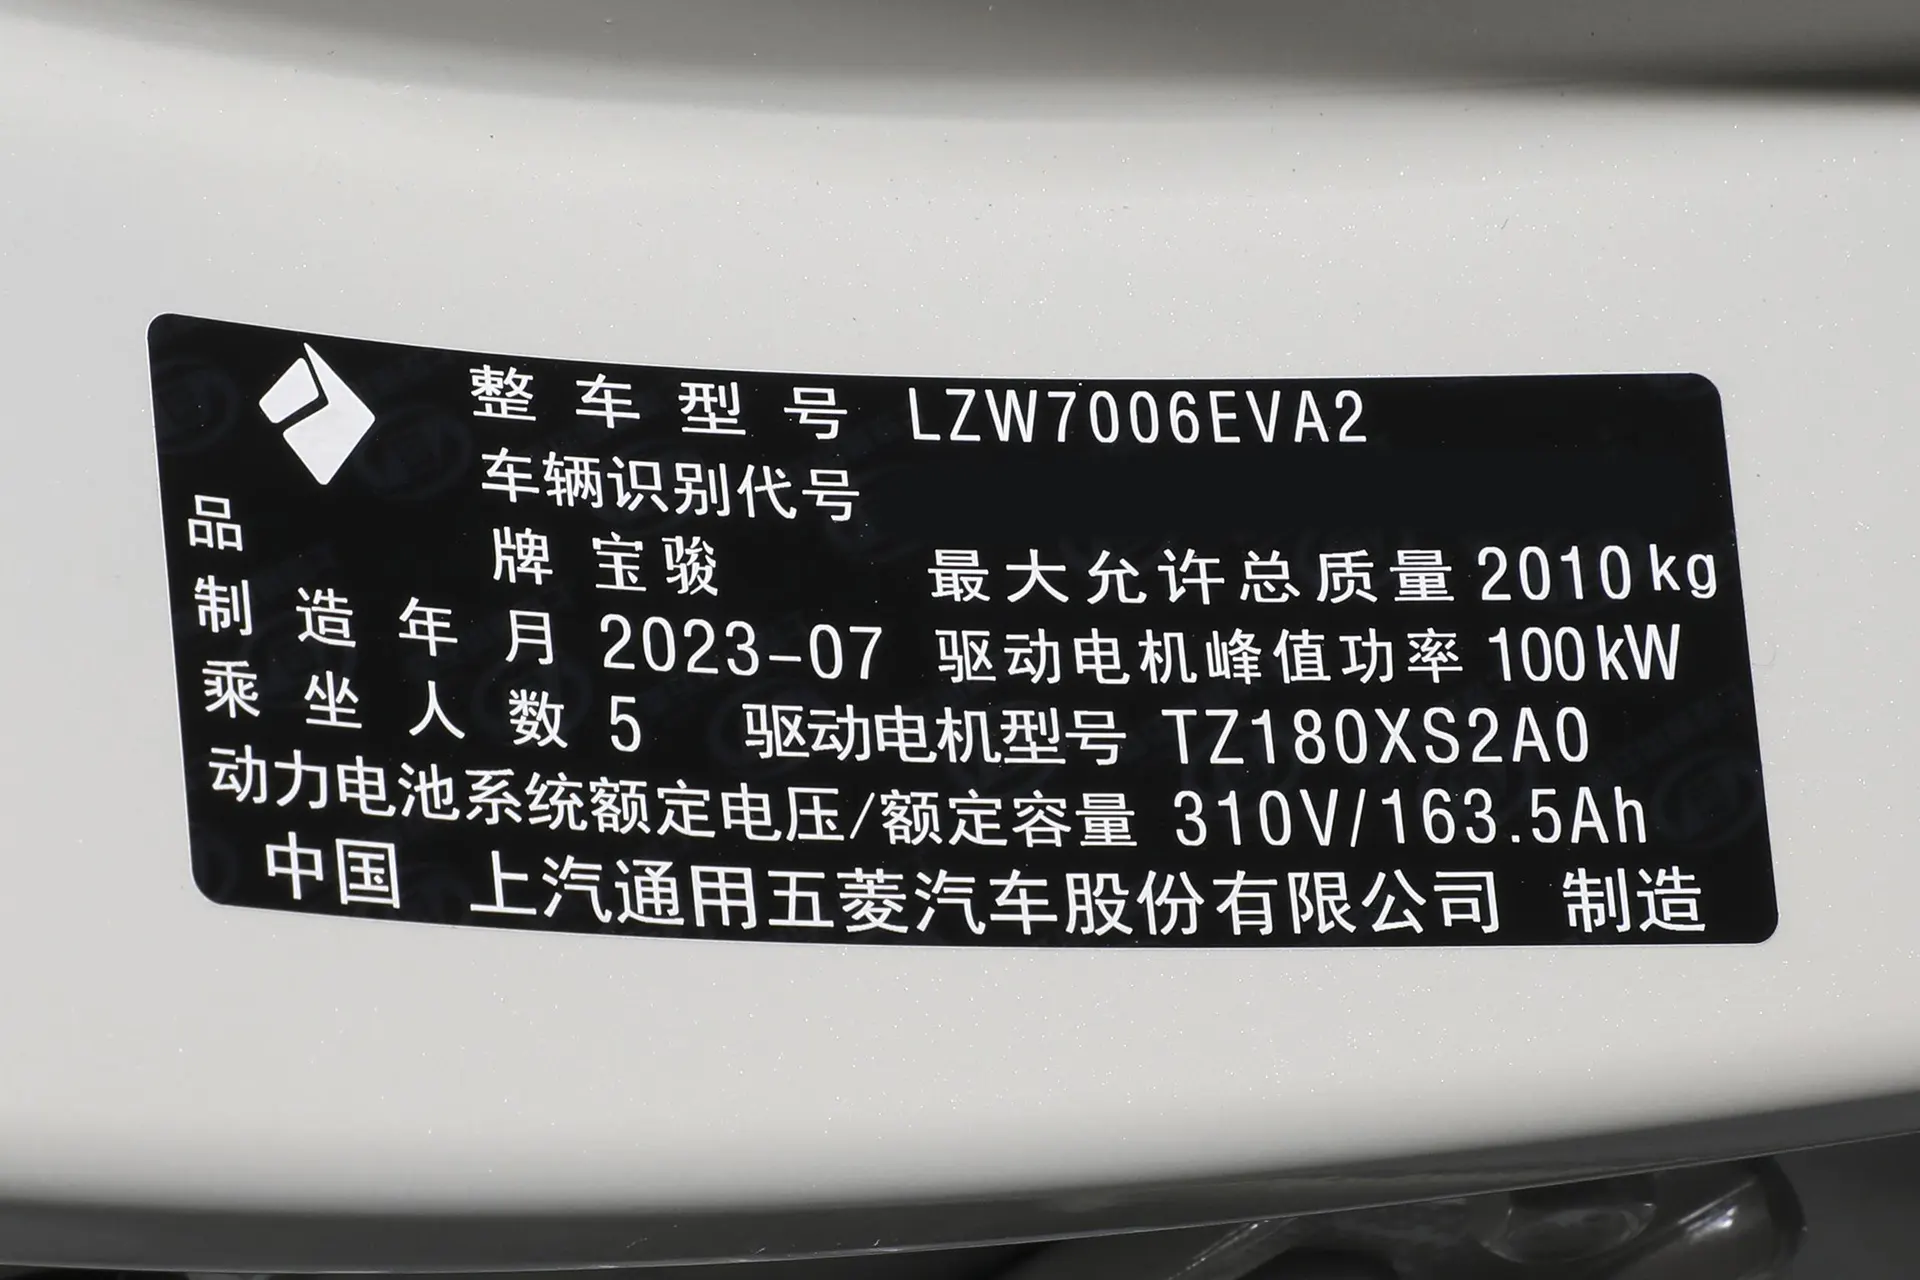 整车型号 LZW7006EVA2
车辆识别代号
品牌 宝骏 最大允许总质量 2010kg
制造年月 2023-07 驱动电机峰值功率 100kW
乘坐人数 5 驱动电机型号 TZ180XS2A0
动力电池系统额定电压/额定容量 310V/163.5Ah
中国 上汽通用五菱汽车股份有限公司 制造